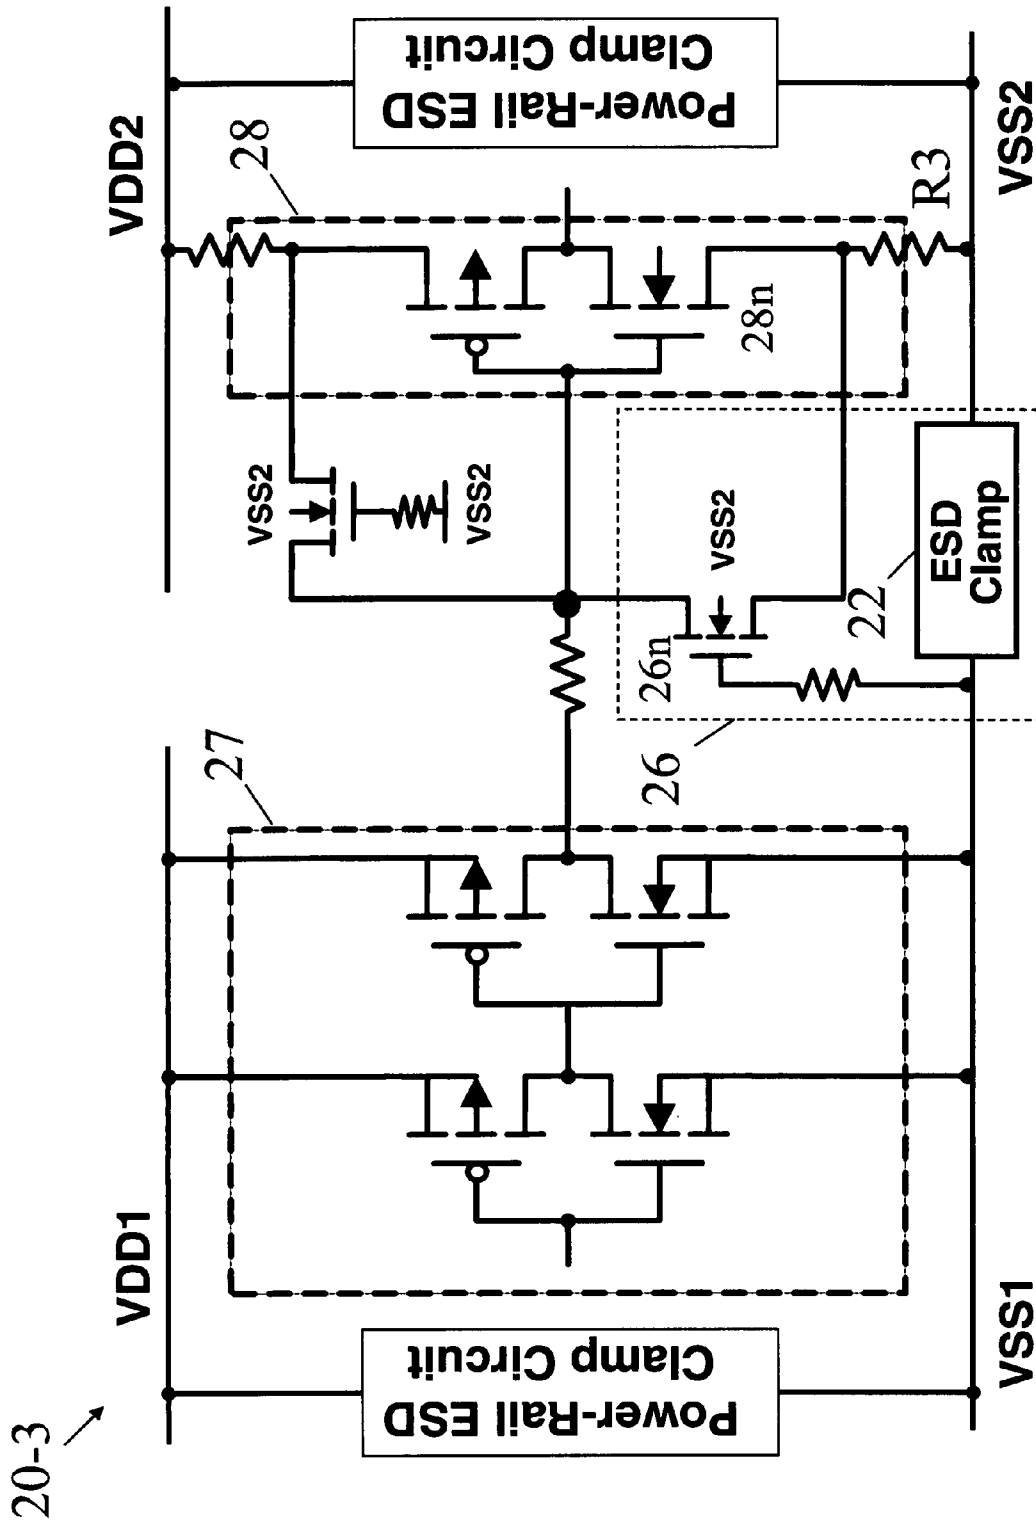 20-3
VDD1
VDD2
27
28
Power-Rail ESD
Clamp Circuit
Power-Rail ESD
Clamp Circuit
VSS2
VSS2
28n
26n
VSS2
26
22
ESD
Clamp
R3
VSS1
VSS2